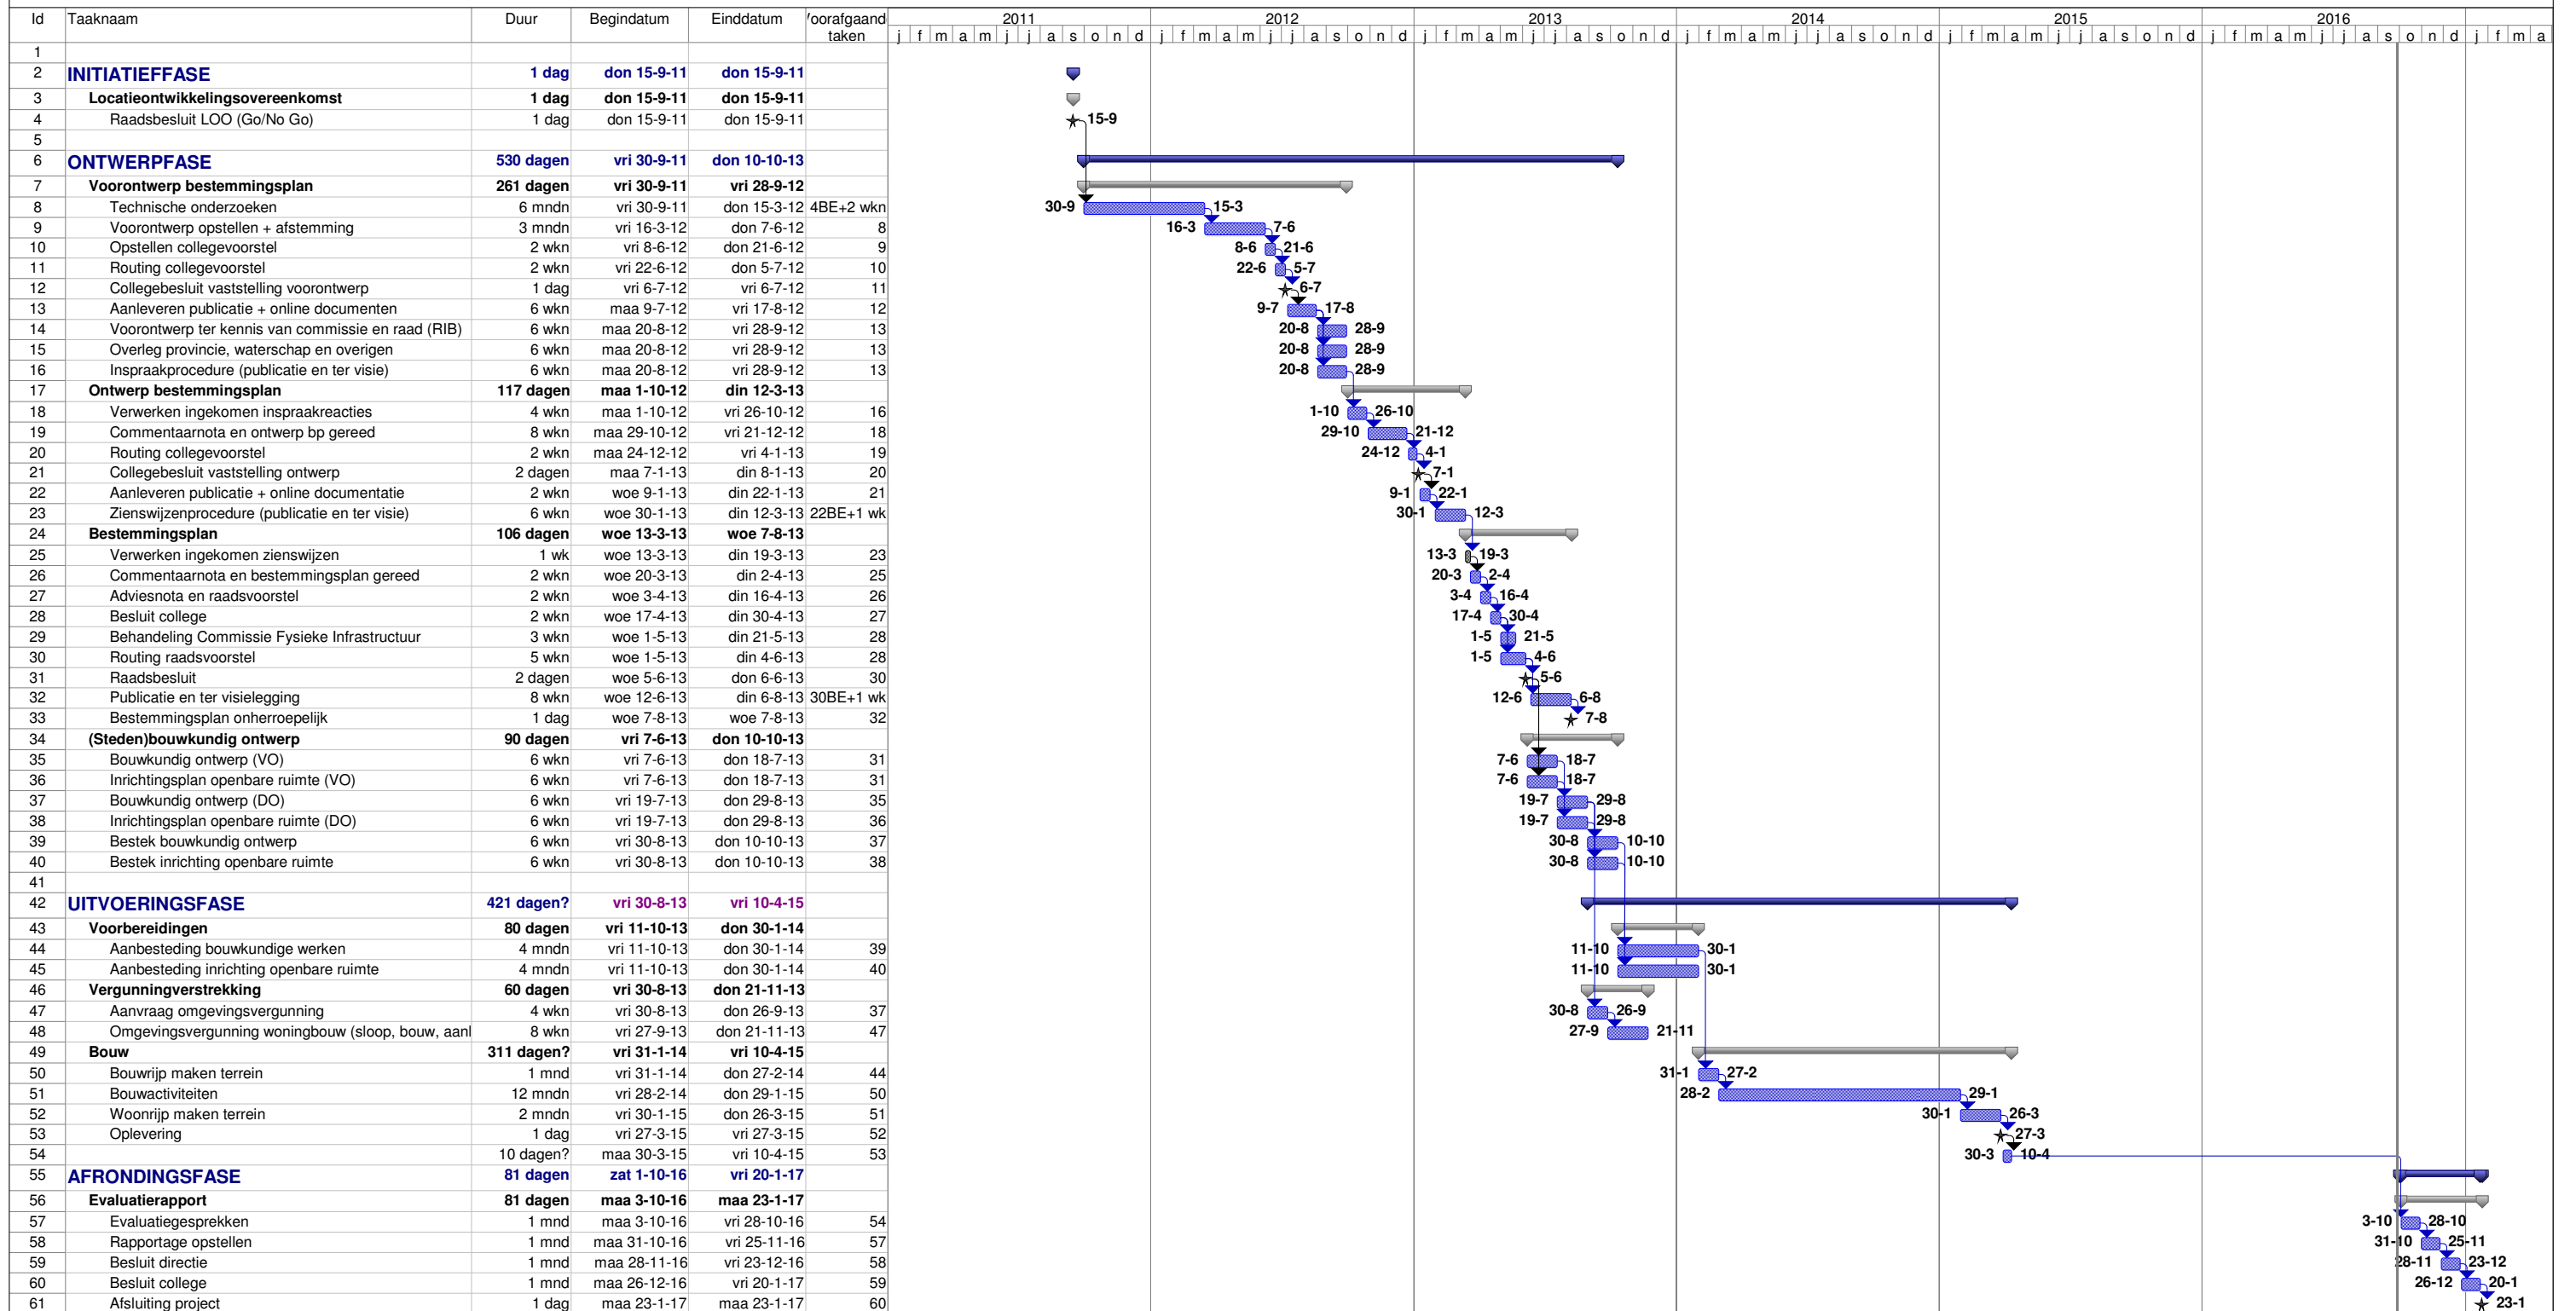 Id Taaknaam Duur Begindatum Einddatum Voorafgaand taken 2011 2012 2013 2014 2015 2016
j f m a m j j a s o n d j f m a m j j a s o n d j f m a m j j a s o n d j f m a m j j a s o n d j f m a m j j a s o n d j f m a m j j a s o n d j f m a
1
2 INITIATIEFFASE 1 dag don 15-9-11 don 15-9-11
3 Locatieontwikkelingsovereenkomst 1 dag don 15-9-11 don 15-9-11
4 Raadsbesluit LOO (Go/No Go) 1 dag don 15-9-11 don 15-9-11 15-9
5
6 ONTWERPFASE 530 dagen vri 30-9-11 don 10-10-13
7 Voorontwerp bestemmingsplan 261 dagen vri 30-9-11 vri 28-9-12
8 Technische onderzoeken 6 mndn vri 30-9-11 don 15-3-12 4BE+2 wkn 30-9 15-3
9 Voorontwerp opstellen + afstemming 3 mndn vri 16-3-12 don 7-6-12 8 16-3 7-6
10 Opstellen collegevoorstel 2 wkn vri 8-6-12 don 21-6-12 9 8-6 21-6
11 Routing collegevoorstel 2 wkn vri 22-6-12 don 5-7-12 10 22-6 5-7
12 Collegebesluit vaststelling voorontwerp 1 dag vri 6-7-12 vri 6-7-12 11 6-7
13 Aanleveren publicatie + online documenten 6 wkn maa 9-7-12 vri 17-8-12 12 9-7 17-8
14 Voorontwerp ter kennis van commissie en raad (RIB) 6 wkn maa 20-8-12 vri 28-9-12 13 20-8 28-9
15 Overleg provincie, waterschap en overigen 6 wkn maa 20-8-12 vri 28-9-12 13 20-8 28-9
16 Inspraakprocedure (publicatie en ter visie) 6 wkn maa 20-8-12 vri 28-9-12 13 20-8 28-9
17 Ontwerp bestemmingsplan 117 dagen maa 1-10-12 din 12-3-13
18 Verwerken ingekomen inspraakreacties 4 wkn maa 1-10-12 vri 26-10-12 16 1-10 26-10
19 Commentaarnota en ontwerp bp gereed 8 wkn maa 29-10-12 vri 21-12-12 18 29-10 21-12
20 Routing collegevoorstel 2 wkn maa 24-12-12 vri 4-1-13 19 24-12 4-1
21 Collegebesluit vaststelling ontwerp 2 dagen maa 7-1-13 din 8-1-13 20 7-1
22 Aanleveren publicatie + online documentatie 2 wkn woe 9-1-13 din 22-1-13 21 9-1 22-1
23 Zienswijzenprocedure (publicatie en ter visie) 6 wkn woe 30-1-13 din 12-3-13 22BE+1 wk 30-1 12-3
24 Bestemmingsplan 106 dagen woe 13-3-13 woe 7-8-13
25 Verwerken ingekomen zienswijzen 1 wk woe 13-3-13 din 19-3-13 23 13-3 19-3
26 Commentaarnota en bestemmingsplan gereed 2 wkn woe 20-3-13 din 2-4-13 25 20-3 2-4
27 Adviesnota en raadsvoorstel 2 wkn woe 3-4-13 din 16-4-13 26 3-4 16-4
28 Besluit college 2 wkn woe 17-4-13 din 30-4-13 27 17-4 30-4
29 Behandeling Commissie Fysieke Infrastructuur 3 wkn woe 1-5-13 din 21-5-13 28 1-5 21-5
30 Routing raadsvoorstel 5 wkn woe 1-5-13 din 4-6-13 28 1-5 4-6
31 Raadsbesluit 2 dagen woe 5-6-13 don 6-6-13 30 5-6
32 Publicatie en ter visielegging 8 wkn woe 12-6-13 din 6-8-13 30BE+1 wk 12-6 6-8
33 Bestemmingsplan onherroepelijk 1 dag woe 7-8-13 woe 7-8-13 32 7-8
34 (Steden)bouwkundig ontwerp 90 dagen vri 7-6-13 don 10-10-13
35 Bouwkundig ontwerp (VO) 6 wkn vri 7-6-13 don 18-7-13 31 7-6 18-7
36 Inrichtingsplan openbare ruimte (VO) 6 wkn vri 7-6-13 don 18-7-13 31 7-6 18-7
37 Bouwkundig ontwerp (DO) 6 wkn vri 19-7-13 don 29-8-13 35 19-7 29-8
38 Inrichtingsplan openbare ruimte (DO) 6 wkn vri 19-7-13 don 29-8-13 36 19-7 29-8
39 Bestek bouwkundig ontwerp 6 wkn vri 30-8-13 don 10-10-13 37 30-8 10-10
40 Bestek inrichting openbare ruimte 6 wkn vri 30-8-13 don 10-10-13 38 30-8 10-10
41
42 UITVOERINGSFASE 421 dagen? vri 30-8-13 vri 10-4-15
43 Voorbereidingen 80 dagen vri 11-10-13 don 30-1-14
44 Aanbesteding bouwkundige werken 4 mndn vri 11-10-13 don 30-1-14 39 11-10 30-1
45 Aanbesteding inrichting openbare ruimte 4 mndn vri 11-10-13 don 30-1-14 40 11-10 30-1
46 Vergunningverstrekking 60 dagen vri 30-8-13 don 21-11-13
47 Aanvraag omgevingsvergunning 4 wkn vri 30-8-13 don 26-9-13 37 30-8 26-9
48 Omgevingsvergunning woningbouw (sloop, bouw, aanl 8 wkn vri 27-9-13 don 21-11-13 47 27-9 21-11
49 Bouw 311 dagen? vri 31-1-14 vri 10-4-15
50 Bouwrijp maken terrein 1 mnd vri 31-1-14 don 27-2-14 44 31-1 27-2
51 Bouwactiviteiten 12 mndn vri 28-2-14 don 29-1-15 50 28-2 29-1
52 Woonrijp maken terrein 2 mndn vri 30-1-15 don 26-3-15 51 30-1 26-3
53 Oplevering 1 dag vri 27-3-15 vri 27-3-15 52 27-3
54 10 dagen? maa 30-3-15 vri 10-4-15 53 30-3 10-4
55 AFRONDINGSFASE 81 dagen zat 1-10-16 vri 20-1-17
56 Evaluatierapport 81 dagen maa 3-10-16 maa 23-1-17
57 Evaluatiegesprekken 1 mnd maa 3-10-16 vri 28-10-16 54 3-10 28-10
58 Rapportage opstellen 1 mnd maa 31-10-16 vri 25-11-16 57 31-10 25-11
59 Besluit directie 1 mnd maa 28-11-16 vri 23-12-16 58 28-11 23-12
60 Besluit college 1 mnd maa 26-12-16 vri 20-1-17 59 26-12 20-1
61 Afsluiting project 1 dag maa 23-1-17 maa 23-1-17 60 23-1